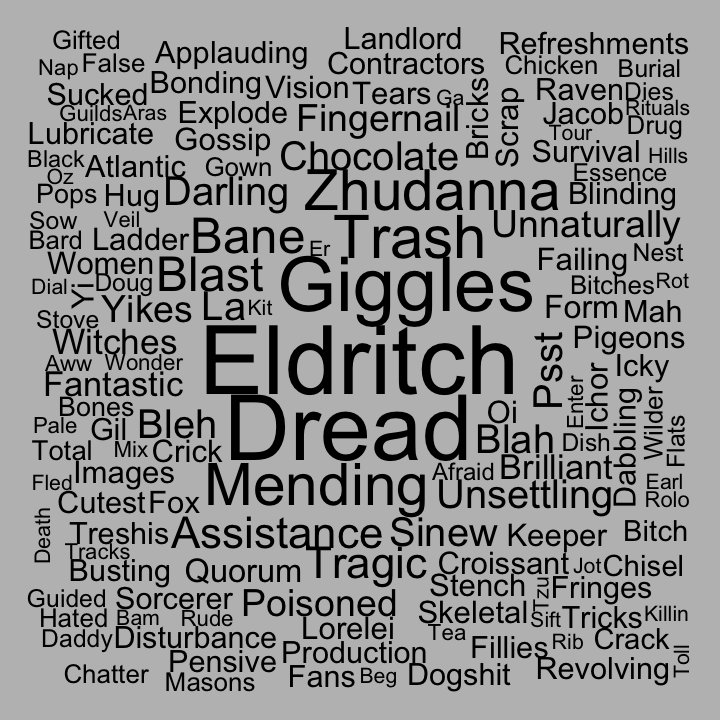 Gifted
Applauding
Landlord
Refreshments
Nap
False
Contractors
Chicken
Burial
Sucked
Bonding
Vision
Tears
Ga
Bricks
Scrap
Raven
Dies
Guilds
Aras
Explode
Fingernail
Jacob
Rituals
Lubricate
Gossip
Tour
Drug
Black
Atlantic
Gown
Chocolate
Survival
Hills
Oz
Essence
Pops
Hug
Darling
Zhudanna
Blinding
Sow
Veil
Unnaturally
Bard
Ladder
Bane
Er
Trash
Failing
Nest
Women
Blast
Giggles
Bitches
Rot
Dial
Yi
Doug
Yikes
La
Kit
Form
Mah
Stove
Witches
Eldritch
Psst
Pigeons
Aww
Wonder
Icky
Fantastic
Enter
Ichor
Bones
Dread
Oi
Dabbling
Wilder
Flats
Pale
Gil
Bleh
Blah
Dish
Total
Mix
Crick
Images
Mending
Afraid
Brilliant
Fled
Earl
Cutest
Fox
Unsettling
Rolo
Death
Treshis
Assistance
Sinew
Keeper
Bitch
Tracks
Busting
Quorum
Tragic
Croissant
Jot
Chisel
Stench
Tzu
Fringes
Guided
Sorcerer
Poisoned
Skeletal
Sift
Tricks
Killin
Hated
Bam
Rude
Lorelei
Tea
Daddy
Disturbance
Fillies
Rib
Crack
Toll
Pensive
Production
Chatter
Masons
Fans
Beg
Dogshit
Revolving